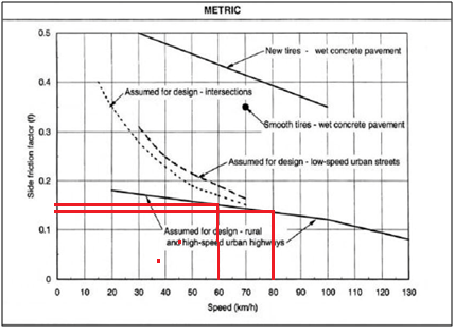 METRIC
0.5
0.4
0.3
0.2
0.1
0
Side friction factor (f)
New tires - wet concrete pavement
Assumed for design - intersections
Smooth tires - wet concrete pavement
Assumed for design - low-speed urban streets
Assumed for design - rural
and high-speed urban highways
0 10 20 30 40 50 60 70 80 90 100 110 120 130
Speed (km/h)